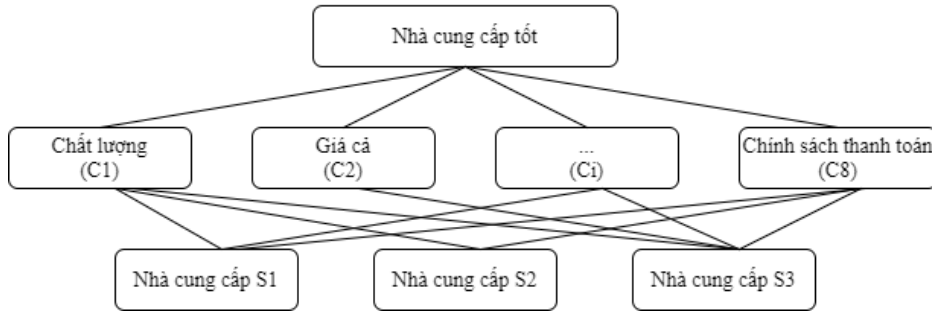 Nhà cung cấp tốt
Chất lượng
(C1)
Giá cả
(C2)
...
(Ci)
Chính sách thanh toán
(C8)
Nhà cung cấp S1
Nhà cung cấp S2
Nhà cung cấp S3